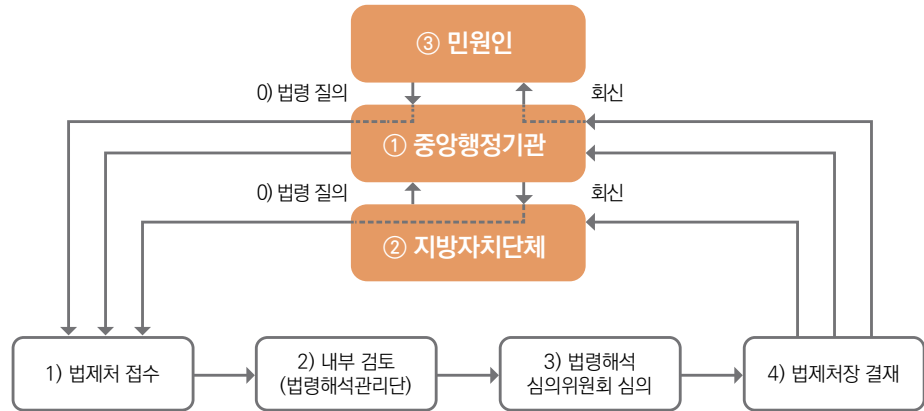 ③ 민원인
0) 법령 질의
회신
① 중앙행정기관
0) 법령 질의
회신
② 지방자치단체
1) 법제처 접수
2) 내부 검토
(법령해석관리단)
3) 법령해석
심의위원회 심의
4) 법제처장 결재